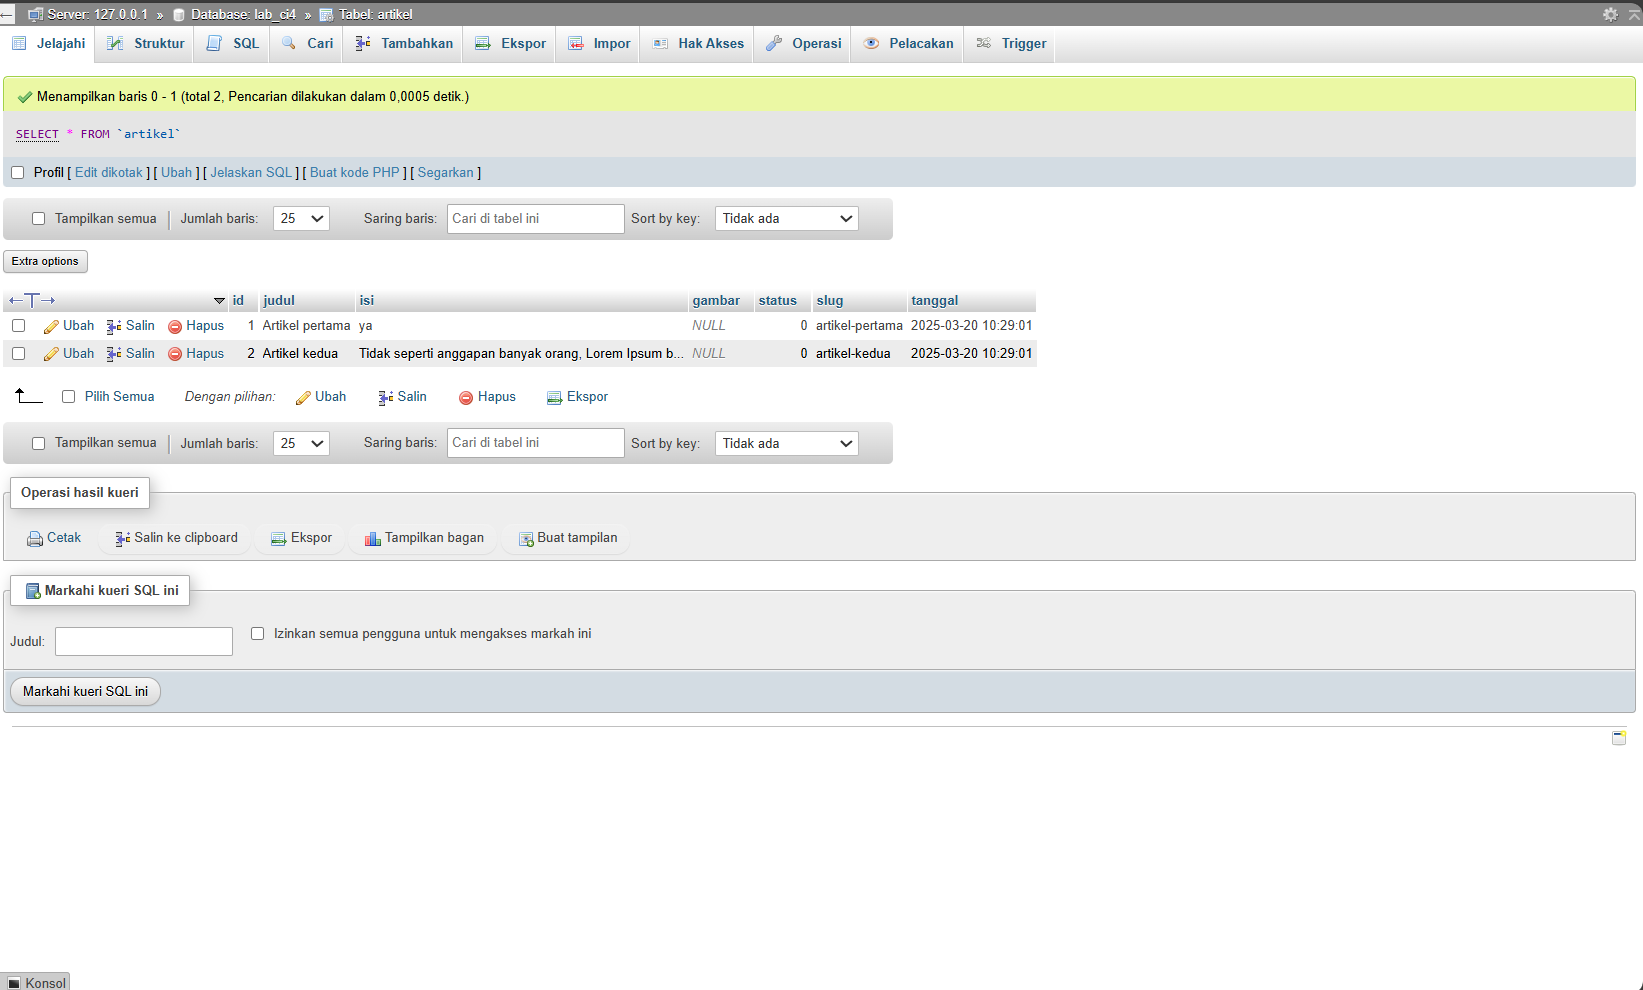 Server: 127.0.0.1 » Database: lab_ci4 » Tabel: artikel
Jelajahi Struktur SQL Cari Tambahkan Ekspor Impor Hak Akses Operasi Pelacakan Trigger
Menampilkan baris 0 - 1 (total 2, Pencarian dilakukan dalam 0,0005 detik.)
SELECT * FROM `artikel`
Profil [ Edit dikotak ] [ Ubah ] [ Jelaskan SQL ] [ Buat kode PHP ] [ Segarkan ]
Tampilkan semua Jumlah baris: 25 Saring baris: Cari di tabel ini Sort by key: Tidak ada
Extra options
id judul isi gambar status slug tanggal
Ubah Salin Hapus 1 Artikel pertama ya NULL 0 artikel-pertama 2025-03-20 10:29:01
Ubah Salin Hapus 2 Artikel kedua Tidak seperti anggapan banyak orang, Lorem Ipsum b... NULL 0 artikel-kedua 2025-03-20 10:29:01
Pilih Semua Dengan pilihan: Ubah Salin Hapus Ekspor
Tampilkan semua Jumlah baris: 25 Saring baris: Cari di tabel ini Sort by key: Tidak ada
Operasi hasil kueri
Cetak Salin ke clipboard Ekspor Tampilkan bagan Buat tampilan
Markahi kueri SQL ini
Judul: Izinkan semua pengguna untuk mengakses markah ini
Markahi kueri SQL ini
Konsol